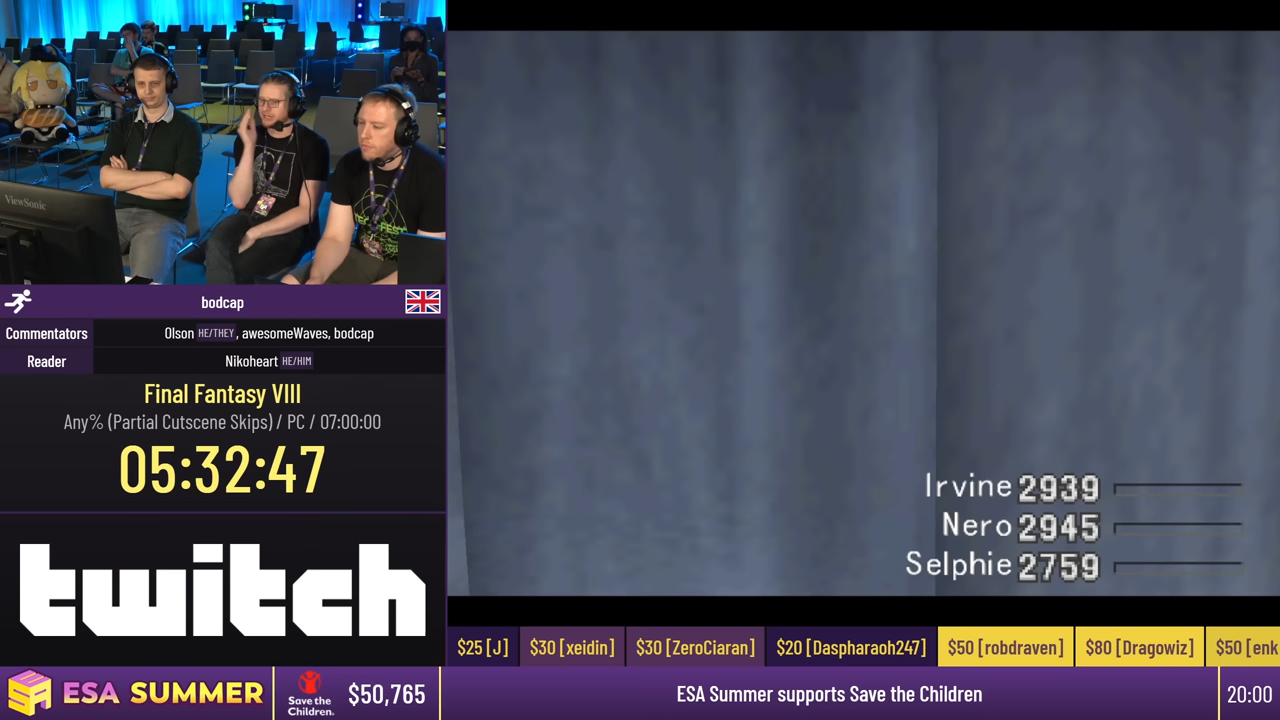 ViewSonic
bodcap
Commentators Olson HE/THEY, awesomeWaves, bodcap
Reader Nikoheart HE/HIM
Final Fantasy VIII
Any% (Partial Cutscene Skips) / PC / 07:00:00
05:32:47
twitch
Irvine 2939
Nero 2945
Selphie 2759
$25 [J] $30 [xeidin] $30 [ZeroCiaran] $20 [Daspharaoh247] $50 [robdraven] $80 [Dragowiz] $50 [enk
ESA SUMMER Save the Children. $50,765 ESA Summer supports Save the Children 20:00